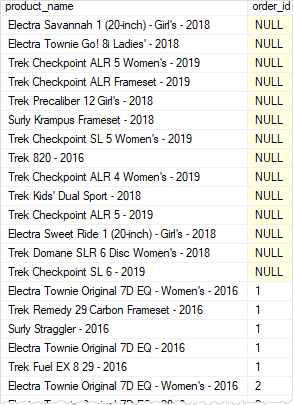 product_name order_id
Electra Savannah 1 (20-inch) - Girl's - 2018 NULL
Electra Townie Go! 8i Ladies' - 2018 NULL
Trek Checkpoint ALR 5 Women's - 2019 NULL
Trek Checkpoint ALR Frameset - 2019 NULL
Trek Precaliber 12 Girl's - 2018 NULL
Surly Krampus Frameset - 2018 NULL
Trek Checkpoint SL 5 Women's - 2019 NULL
Trek 820 - 2016 NULL
Trek Checkpoint ALR 4 Women's - 2019 NULL
Trek Kids' Dual Sport - 2018 NULL
Trek Checkpoint ALR 5 - 2019 NULL
Electra Sweet Ride 1 (20-inch) - Girl's - 2018 NULL
Trek Domane SLR 6 Disc Women's - 2018 NULL
Trek Checkpoint SL 6 - 2019 NULL
Electra Townie Original 7D EQ - Women's - 2016 1
Trek Remedy 29 Carbon Frameset - 2016 1
Surly Straggler - 2016 1
Electra Townie Original 7D EQ - 2016 1
Trek Fuel EX 8 29 - 2016 1
Electra Townie Original 7D EQ - Women's - 2016 2